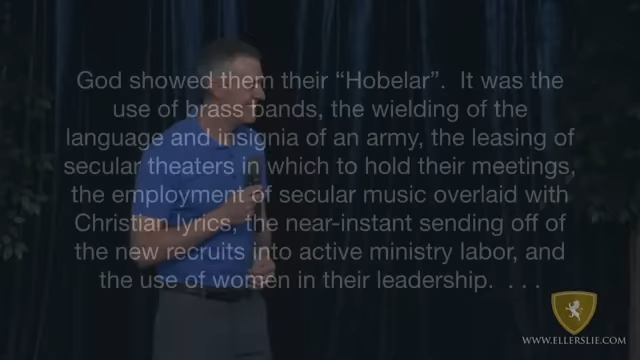 God showed them their “Hobelar”.  It was the
use of brass bands, the wielding of the
language and insignia of an army, the leasing of
secular theaters in which to hold their meetings,
the employment of secular music overlaid with
Christian lyrics, the near-instant sending off of
the new recruits into active ministry labor, and
the use of women in their leadership.  . . .
WWW.ELLERSLIE.COM